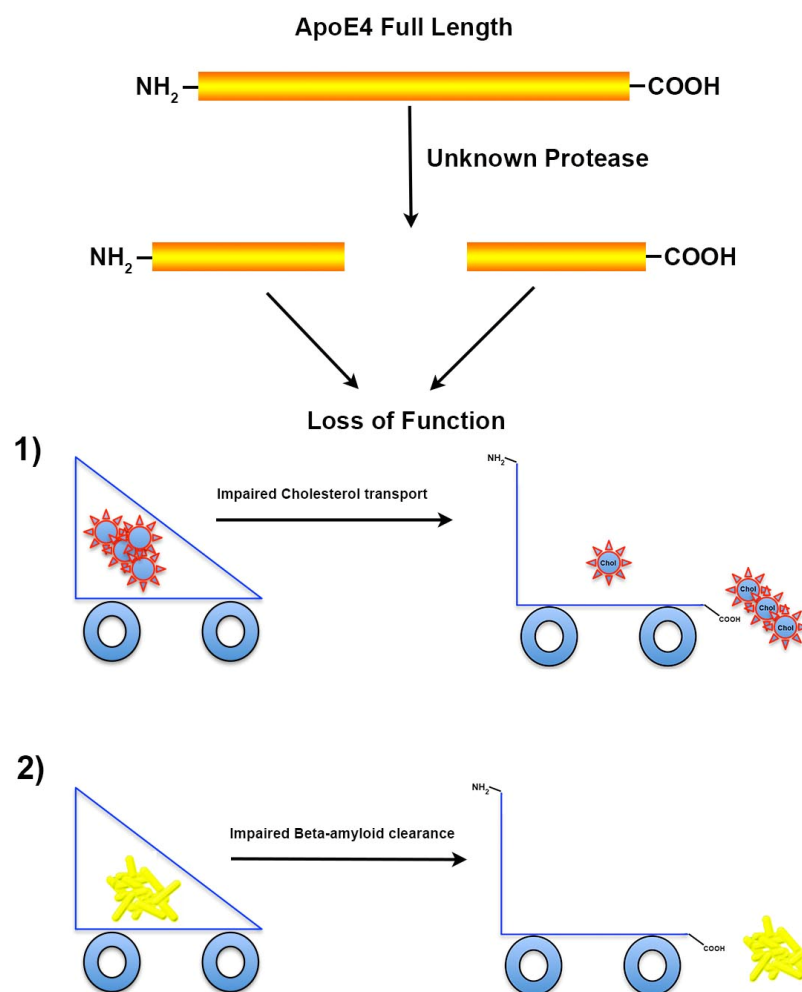 ApoE4 Full Length
NH2 COOH
Unknown Protease
NH2 COOH
Loss of Function
1)
NH2
Impaired Cholesterol transport
Chol
Chol
Chol
Chol
COOH
2)
NH2
Impaired Beta-amyloid clearance
COOH